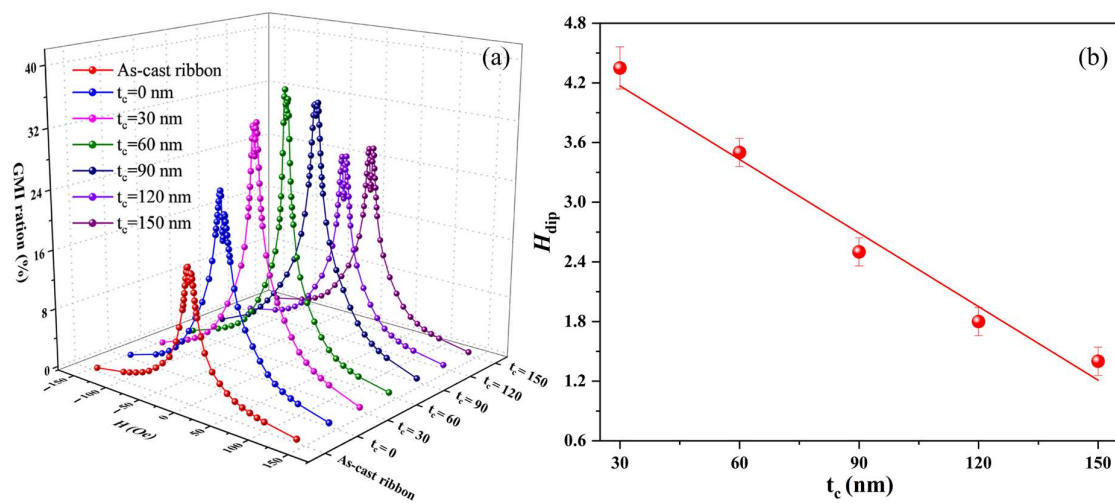 (a)
40
32
24
16
8
0
GMI ration (%)
As-cast ribbon
t_c=0 nm
t_c=30 nm
t_c=60 nm
t_c=90 nm
t_c=120 nm
t_c=150 nm
−150
−100
−50
0
50
100
150
H (Oe)
As-cast ribbon
t_c= 0
t_c= 30
t_c= 60
t_c= 90
t_c= 120
t_c= 150
(b)
4.8
4.2
3.6
3.0
2.4
1.8
1.2
0.6
H_dip
30 60 90 120 150
t_c (nm)